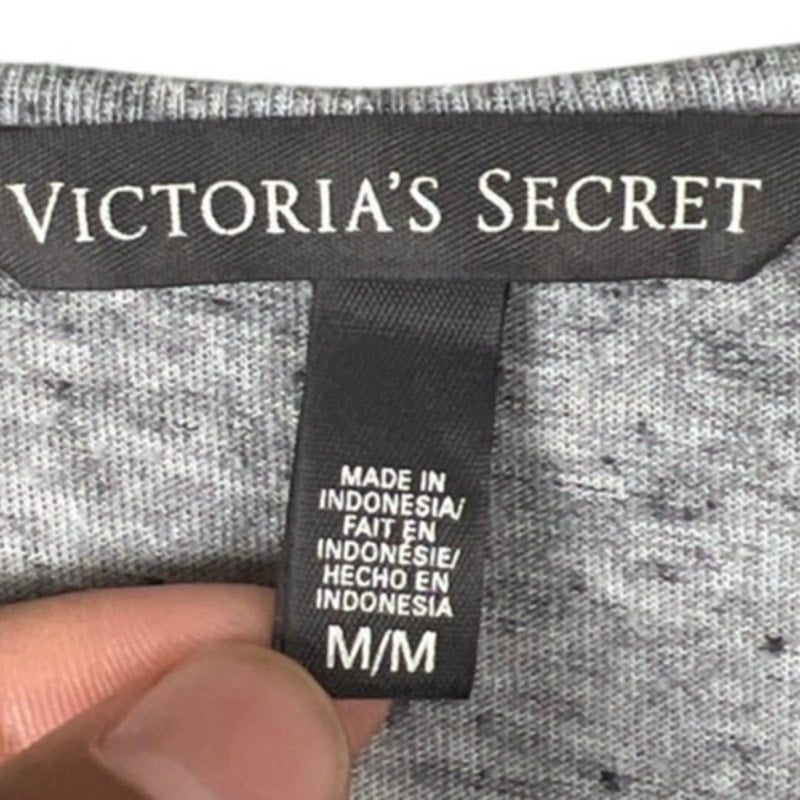 VICTORIA'S SECRET
MADE IN
INDONESIA/
FAIT EN
INDONÉSIE/
HECHO EN
INDONESIA
M/M